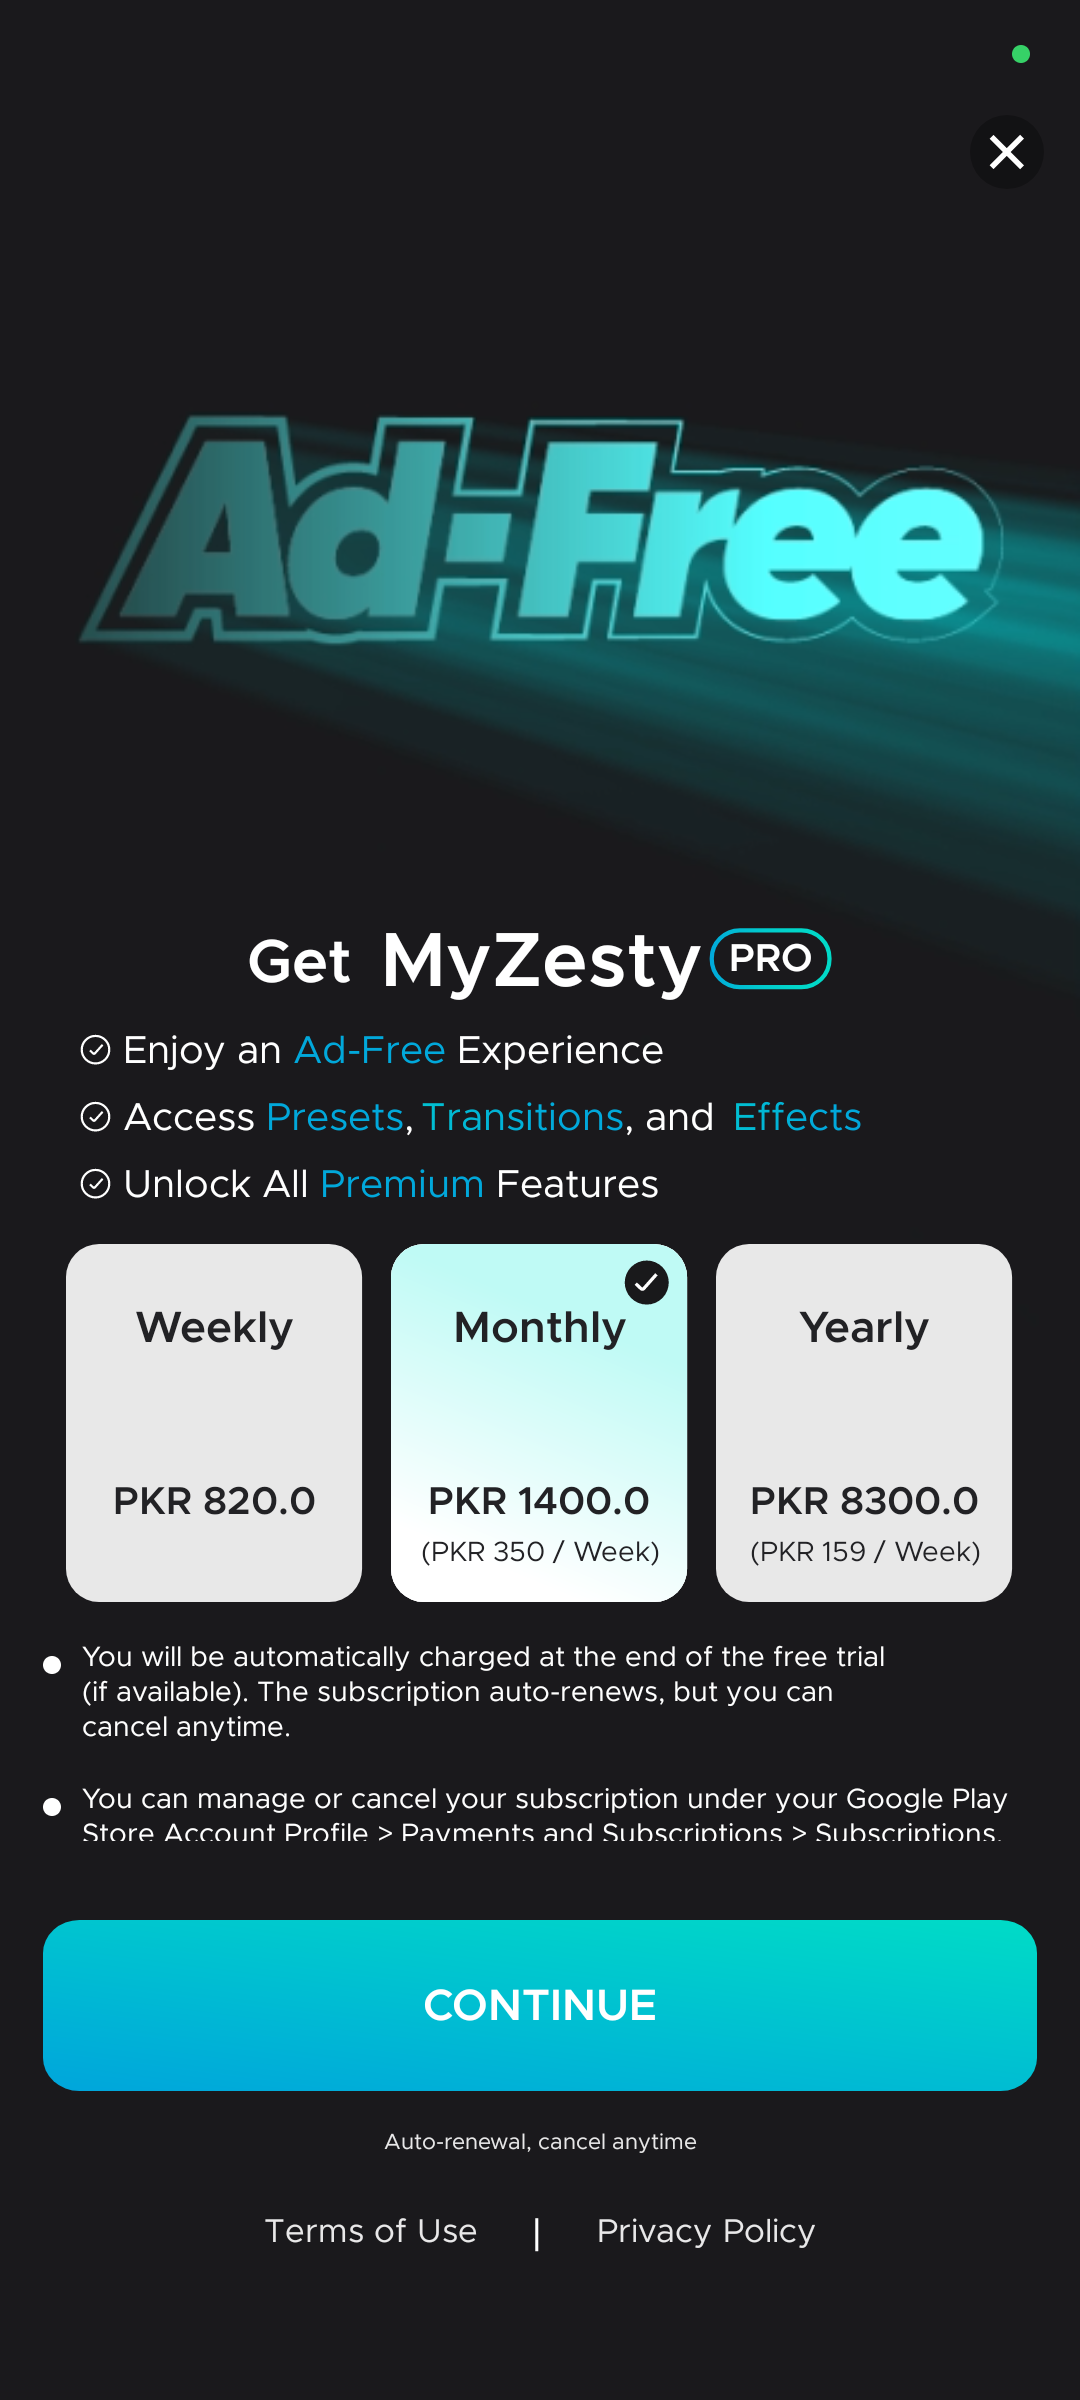 Ad-Free
Get MyZesty PRO
Enjoy an Ad-Free Experience
Access Presets, Transitions, and Effects
Unlock All Premium Features
Weekly
PKR 820.0
Monthly
PKR 1400.0
(PKR 350 / Week)
Yearly
PKR 8300.0
(PKR 159 / Week)
You will be automatically charged at the end of the free trial
(if available). The subscription auto-renews, but you can
cancel anytime.
You can manage or cancel your subscription under your Google Play
Store Account Profile > Payments and Subscriptions > Subscriptions.
CONTINUE
Auto-renewal, cancel anytime
Terms of Use | Privacy Policy